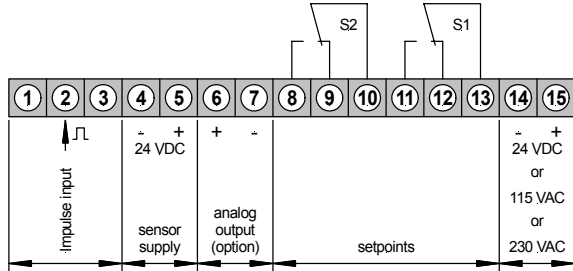 S2 S1
1 2 3 4 5 6 7 8 9 10 11 12 13 14 15
- + + - - +
24 VDC 24 VDC
or
115 VAC
or
230 VAC
Impulse input
sensor
supply
analog
output
(option)
setpoints